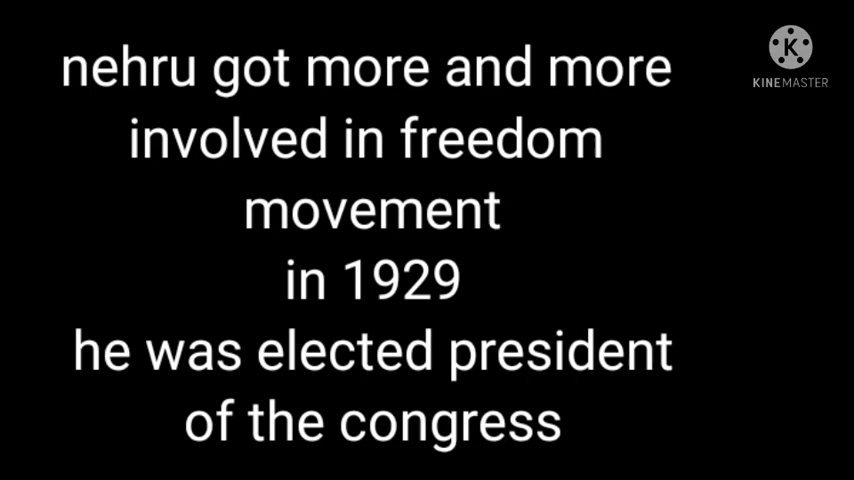 nehru got more and more
involved in freedom
movement
in 1929
he was elected president
of the congress
K
KINEMASTER